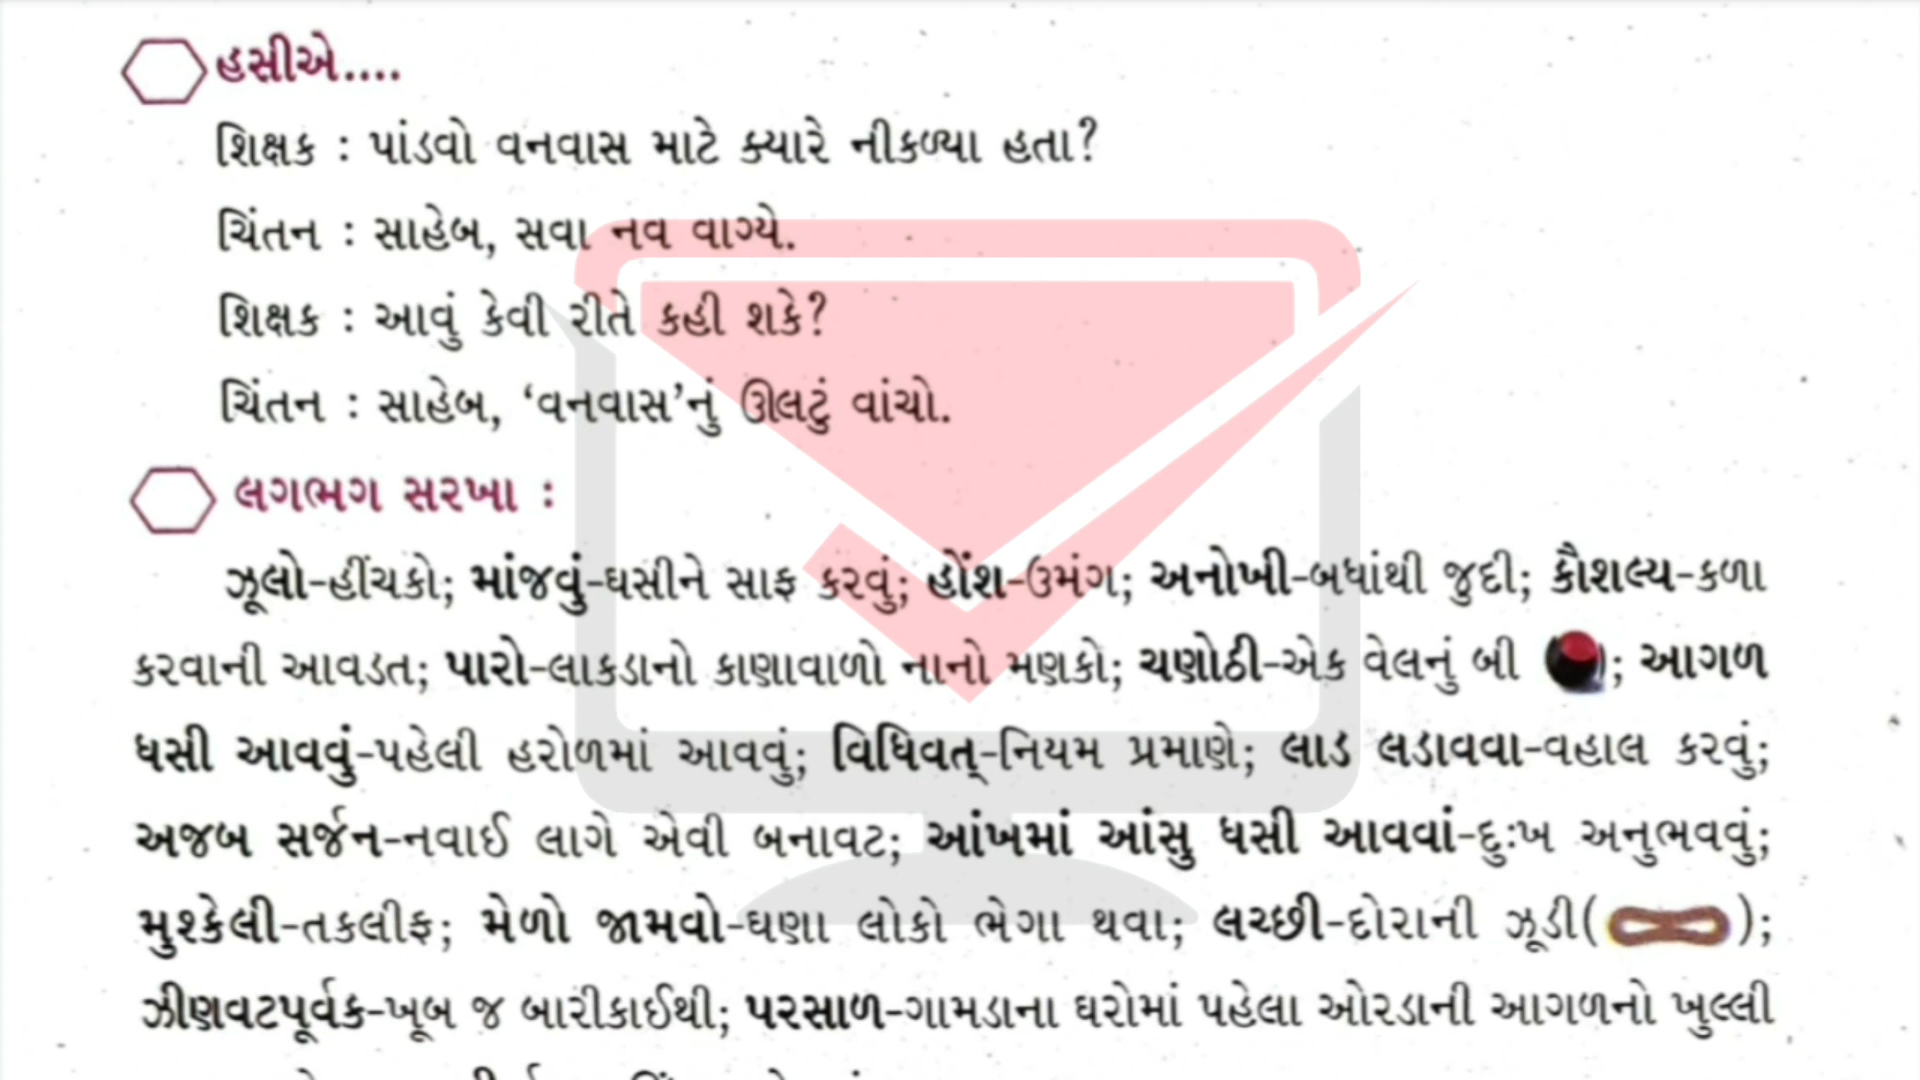 હસીએ....
શિક્ષક : પાંડવો વનવાસ માટે ક્યારે નીકળ્યા હતા?
ચિંતન : સાહેબ, સવા નવ વાગ્યે.
શિક્ષક : આવું કેવી રીતે કહી શકે?
ચિંતન : સાહેબ, ‘વનવાસ’નું ઊલટું વાંચો.
લગભગ સરખા :
ઝૂલો-હીંચકો; માંજવું-ઘસીને સાફ કરવું; હોંશ-ઉમંગ; અનોખી-બધાંથી જુદી; કૌશલ્ય-કળા
કરવાની આવડત; પારો-લાકડાનો કાણાવાળો નાનો મણકો; ચણોઠી-એક વેલનું બી ; આગળ
ધસી આવવું-પહેલી હરોળમાં આવવું; વિધિવત્-નિયમ પ્રમાણે; લાડ લડાવવા-વહાલ કરવું;
અજબ સર્જન-નવાઈ લાગે એવી બનાવટ; આંખમાં આંસુ ધસી આવવાં-દુઃખ અનુભવવું;
મુશ્કેલી-તકલીફ; મેળો જામવો-ઘણા લોકો ભેગા થવા; લચ્છી-દોરાની ઝૂડી( );
ઝીણવટપૂર્વક-ખૂબ જ બારીકાઈથી; પરસાળ-ગામડાના ઘરોમાં પહેલા ઓરડાની આગળનો ખુલ્લી